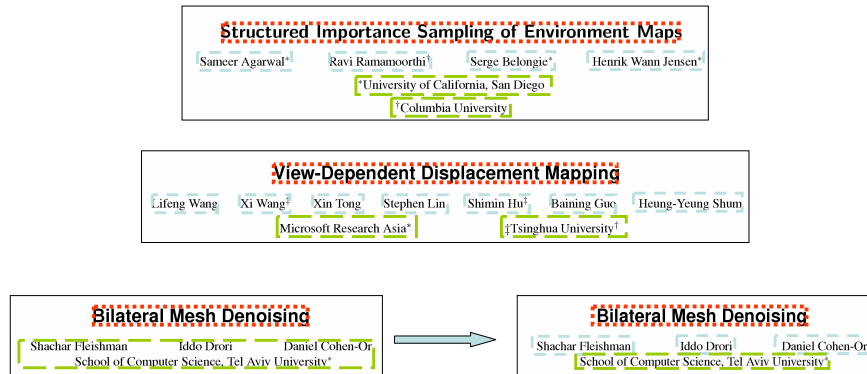 Structured Importance Sampling of Environment Maps
Sameer Agarwal* Ravi Ramamoorthi† Serge Belongie* Henrik Wann Jensen*
*University of California, San Diego
†Columbia University
View-Dependent Displacement Mapping
Lifeng Wang Xi Wang‡ Xin Tong Stephen Lin Shimin Hu‡ Baining Guo Heung-Yeung Shum
Microsoft Research Asia* ‡Tsinghua University†
Bilateral Mesh Denoising
Shachar Fleishman Iddo Drori Daniel Cohen-Or
School of Computer Science, Tel Aviv University*
Bilateral Mesh Denoising
Shachar Fleishman Iddo Drori Daniel Cohen-Or
School of Computer Science, Tel Aviv University*